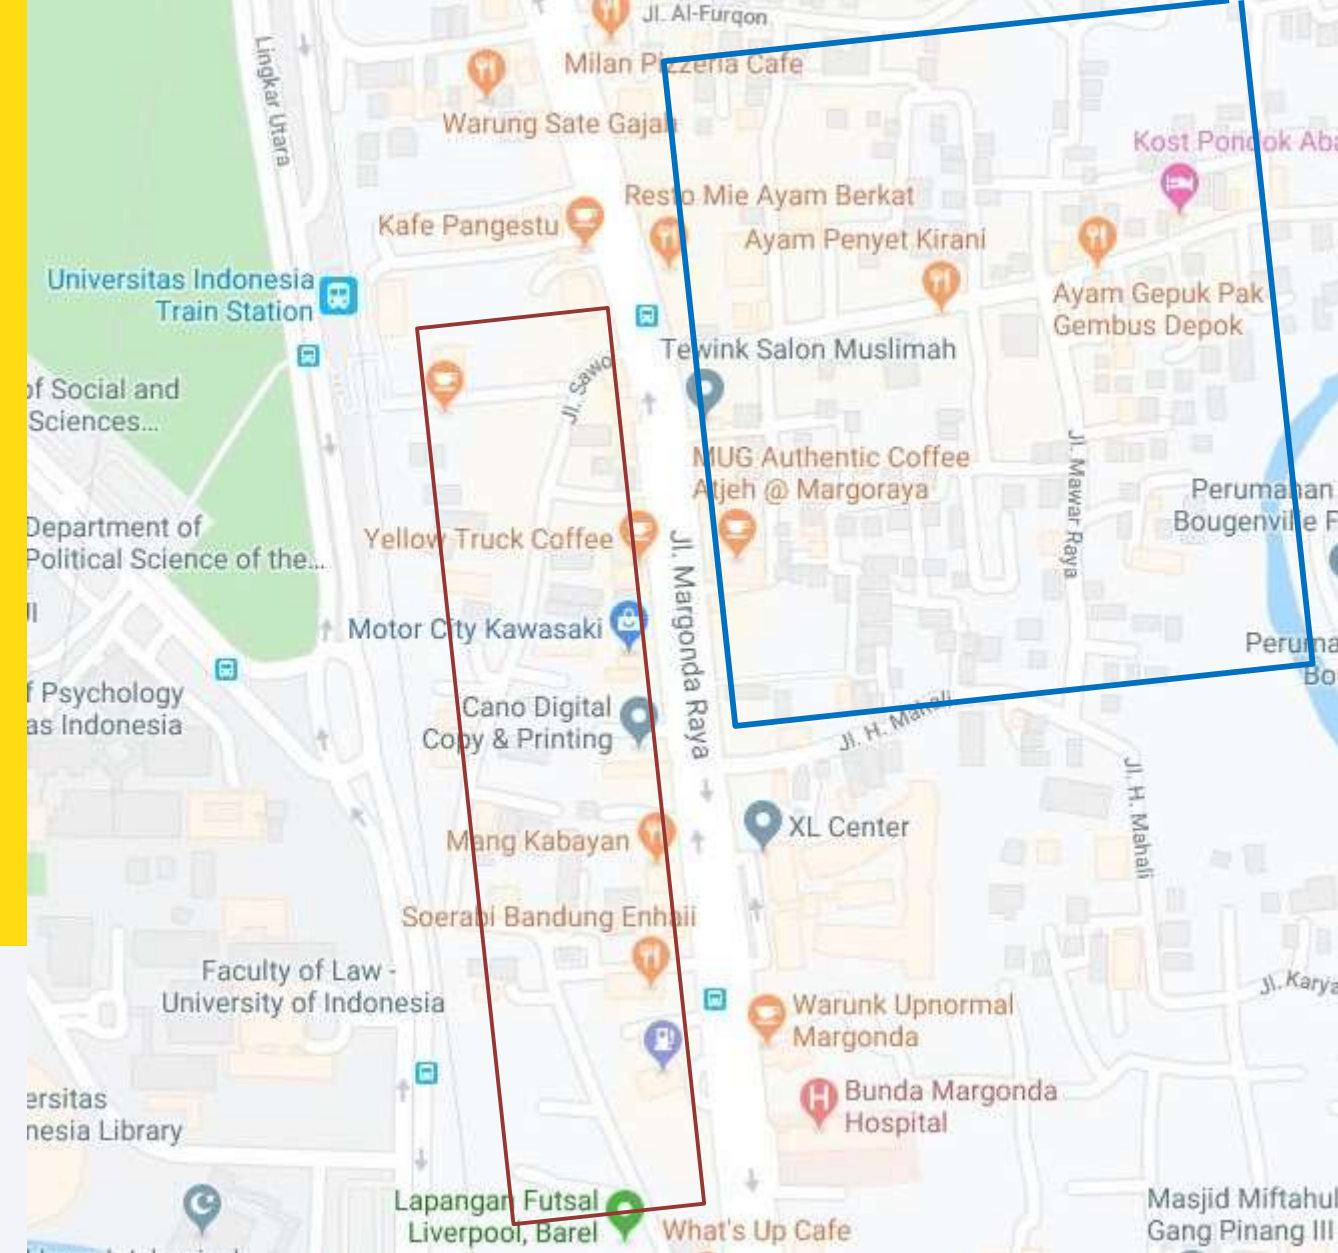 Jl. Al-Furqon
Milan Pizzeria Cafe
Lingkar Utara
Warung Sate Gajah
Kost Pondok Aba
Resto Mie Ayam Berkat
Kafe Pangestu
Ayam Penyet Kirani
Universitas Indonesia
Train Station
Ayam Gepuk Pak
Gembus Depok
Tewink Salon Muslimah
Jl. Sawo
of Social and
Sciences...
MUG Authentic Coffee
Atjeh @ Margoraya
Jl. Mawar Raya
Perumahan
Bougenville P
Department of
Political Science of the...
Yellow Truck Coffee
Jl. Margonda Raya
Motor City Kawasaki
Peruma
Bo
f Psychology
as Indonesia
Cano Digital
Copy & Printing
Jl. H. Mahali
Jl. H. Mahali
XL Center
Mang Kabayan
Soerabi Bandung Enhaii
Faculty of Law -
University of Indonesia
Jl. Karya
Warunk Upnormal
Margonda
ersitas
nesia Library
Bunda Margonda
H
Hospital
Lapangan Futsal
Liverpool, Barel
What's Up Cafe
Masjid Miftahul
Gang Pinang III